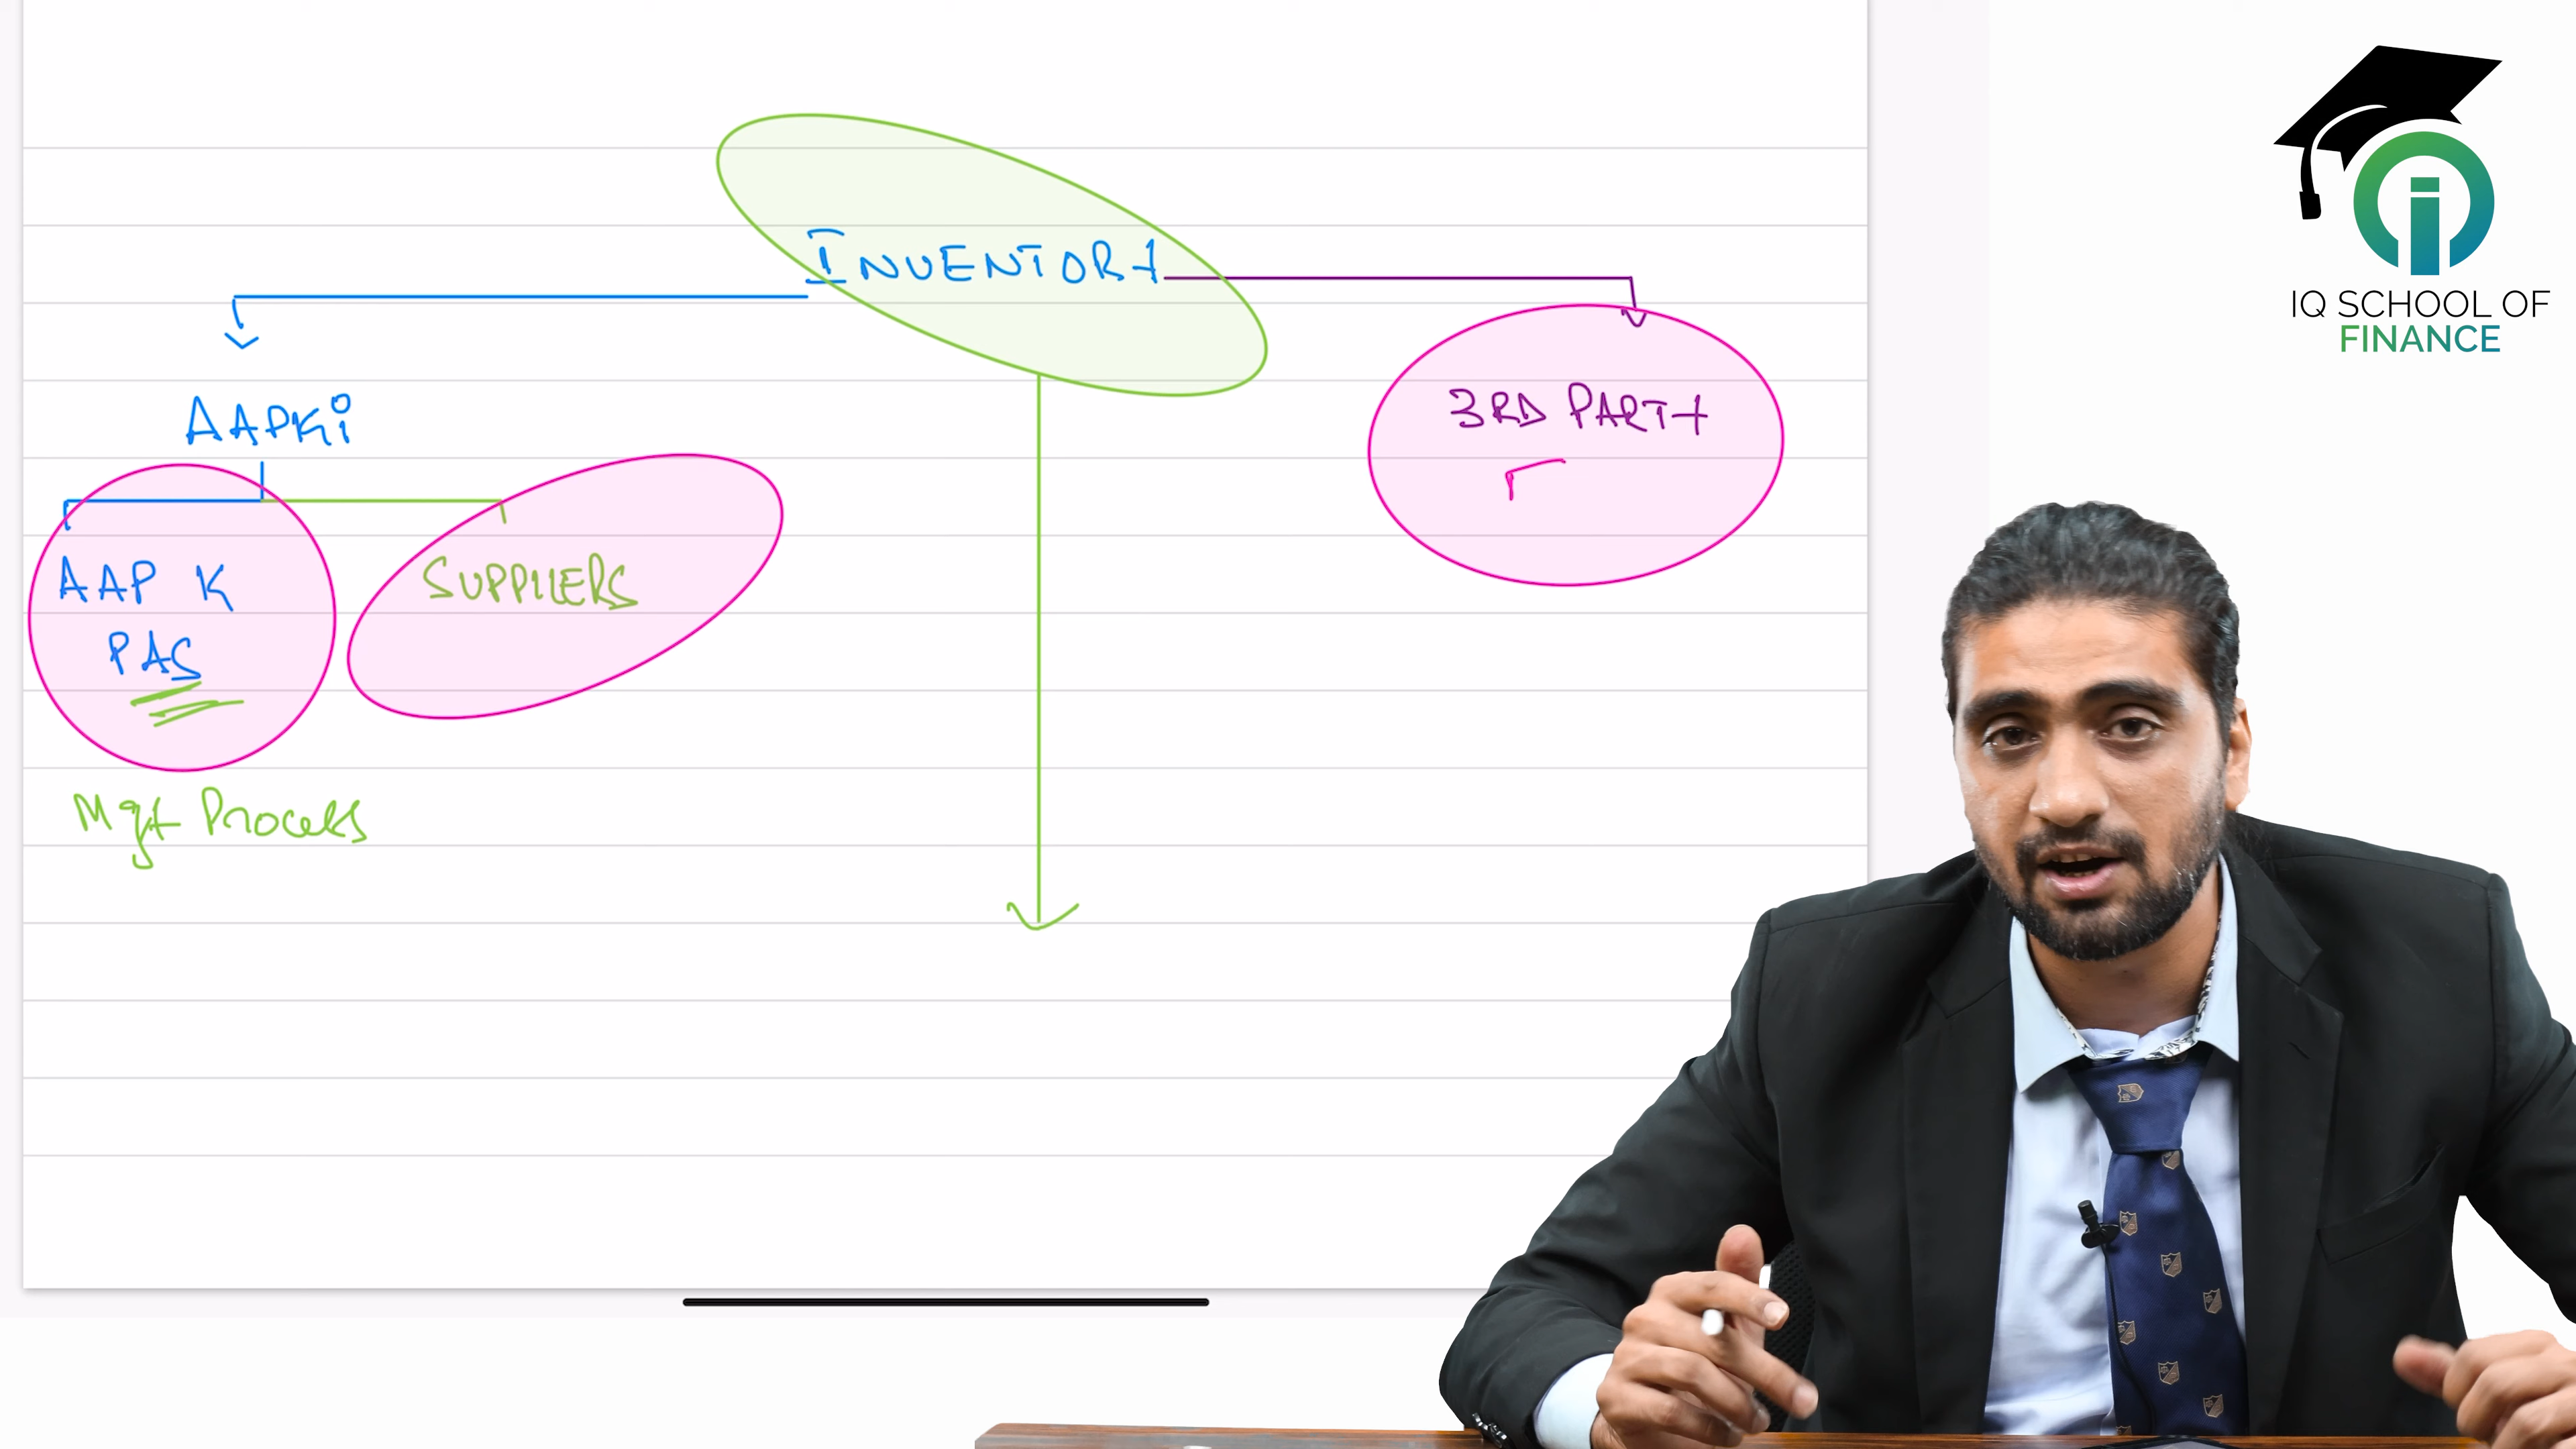 INVENTORY
3RD PARTY
AAPKi
AAP K
PAS
SUPPLIERS
Mgt Process
IQ SCHOOL OF
FINANCE